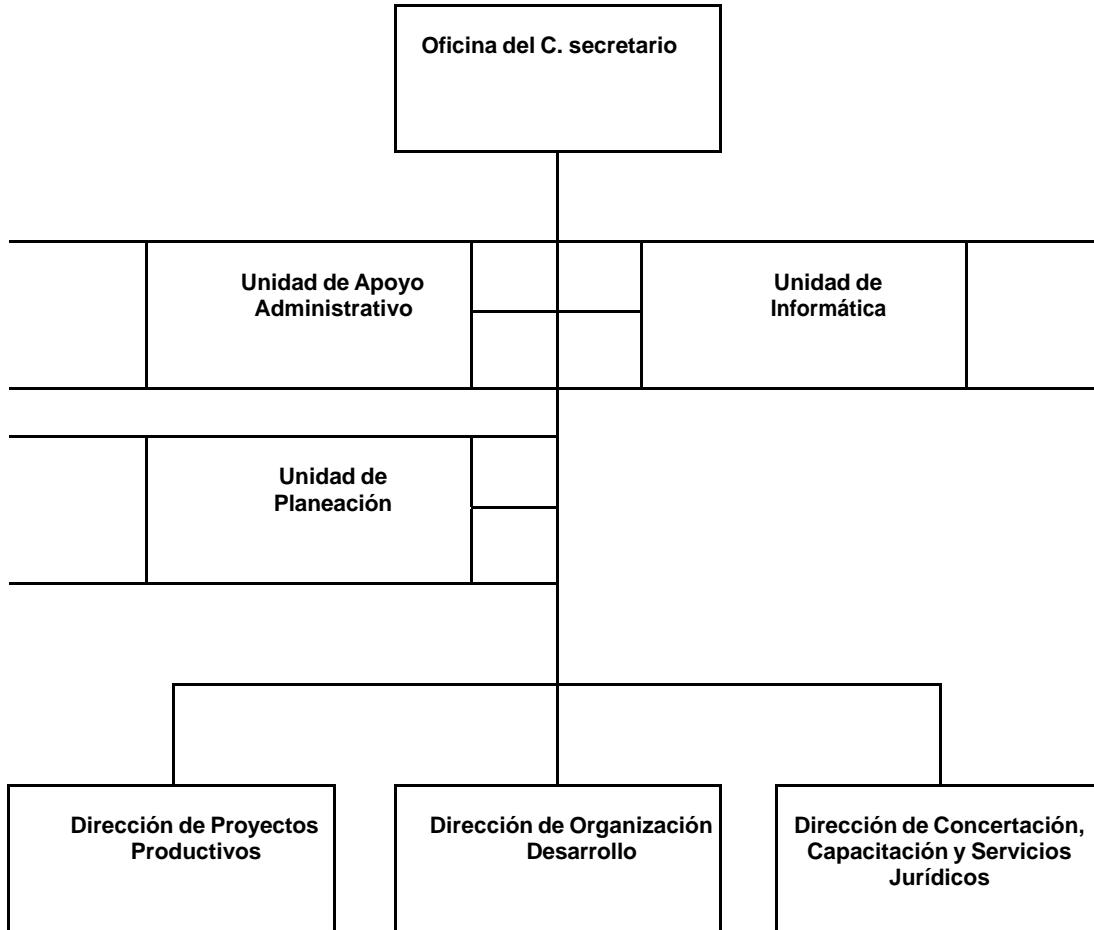 Oficina del C. secretario
Unidad de Apoyo
Administrativo
Unidad de
Informática
Unidad de
Planeación
Dirección de Proyectos
Productivos
Dirección de Organización
Desarrollo
Dirección de Concertación,
Capacitación y Servicios
Jurídicos